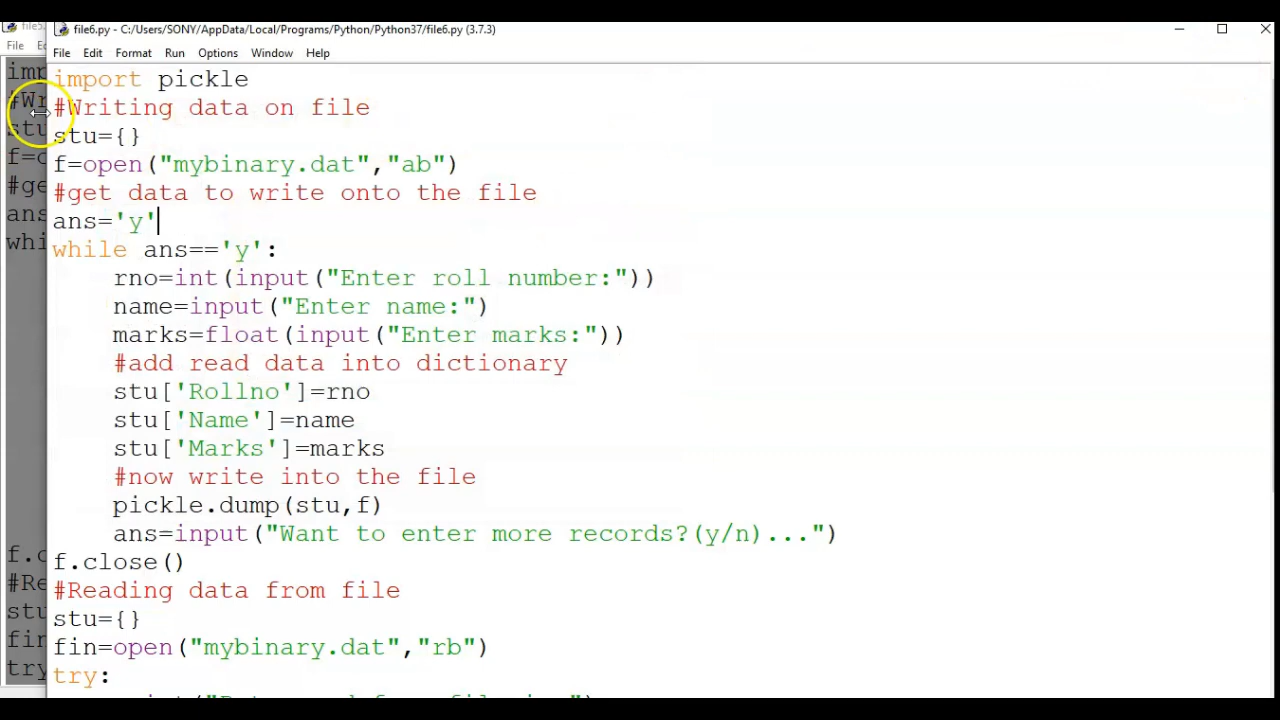 file6.py - C:/Users/SONY/AppData/Local/Programs/Python/Python37/file6.py (3.7.3)
File Edit Format Run Options Window Help
import pickle
#Writing data on file
stu={}
f=open("mybinary.dat","ab")
#get data to write onto the file
ans='y'
while ans=='y':
rno=int(input("Enter roll number:"))
name=input("Enter name:")
marks=float(input("Enter marks:"))
#add read data into dictionary
stu['Rollno']=rno
stu['Name']=name
stu['Marks']=marks
#now write into the file
pickle.dump(stu,f)
ans=input("Want to enter more records?(y/n)...")
f.close()
#Reading data from file
stu={}
fin=open("mybinary.dat","rb")
try: